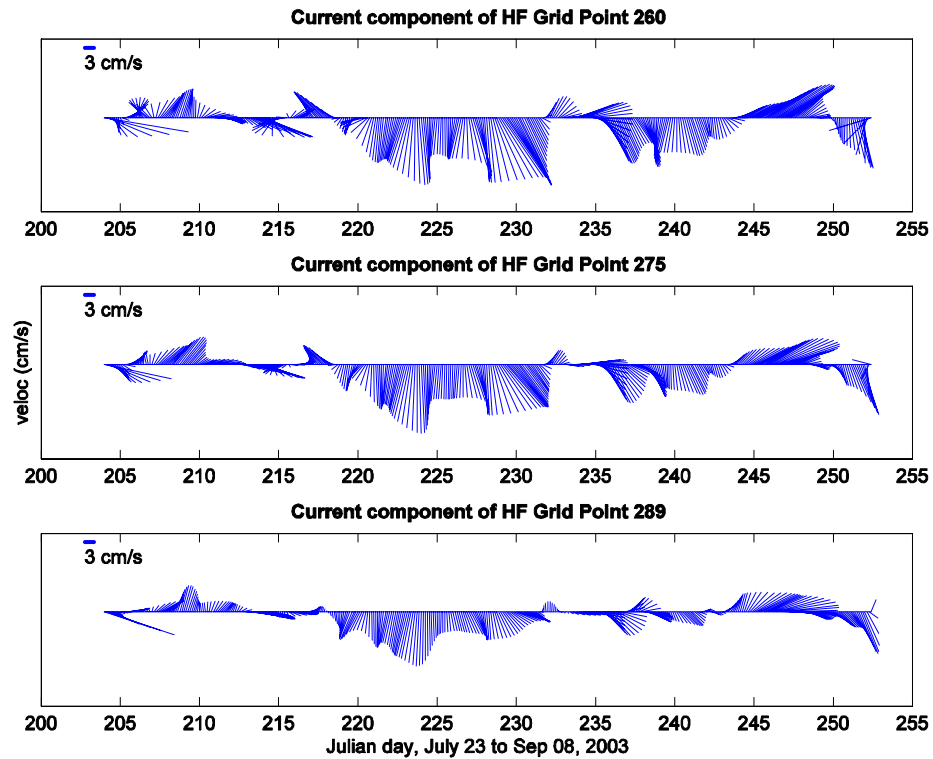 Current component of HF Grid Point 260
3 cm/s
200 205 210 215 220 225 230 235 240 245 250 255
Current component of HF Grid Point 275
3 cm/s
veloc (cm/s)
200 205 210 215 220 225 230 235 240 245 250 255
Current component of HF Grid Point 289
3 cm/s
200 205 210 215 220 225 230 235 240 245 250 255
Julian day, July 23 to Sep 08, 2003